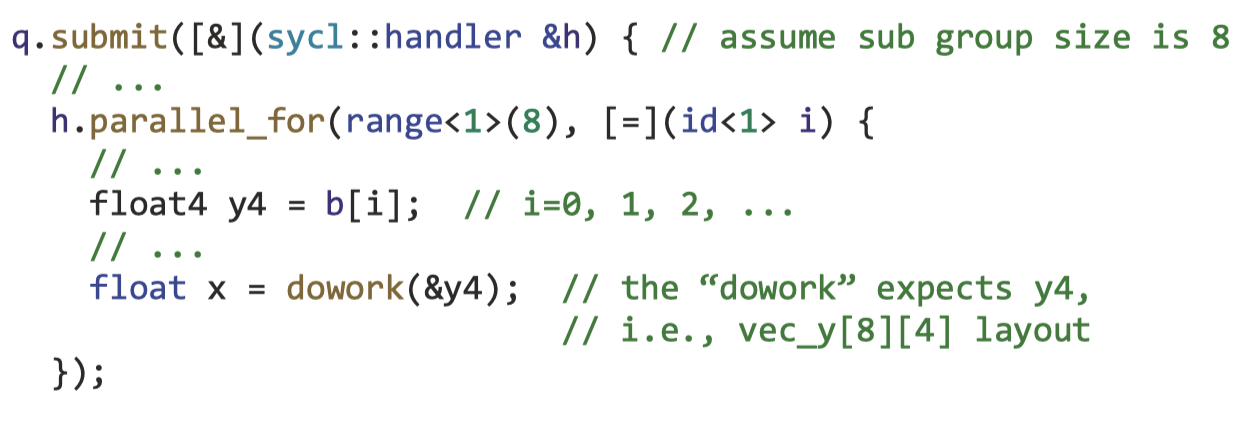 q.submit([&](sycl::handler &h) { // assume sub group size is 8
  // ...
  h.parallel_for(range<1>(8), [=](id<1> i) {
    // ...
    float4 y4 = b[i];  // i=0, 1, 2, ...
    // ...
    float x = dowork(&y4);  // the “dowork” expects y4,
                            // i.e., vec_y[8][4] layout
  });